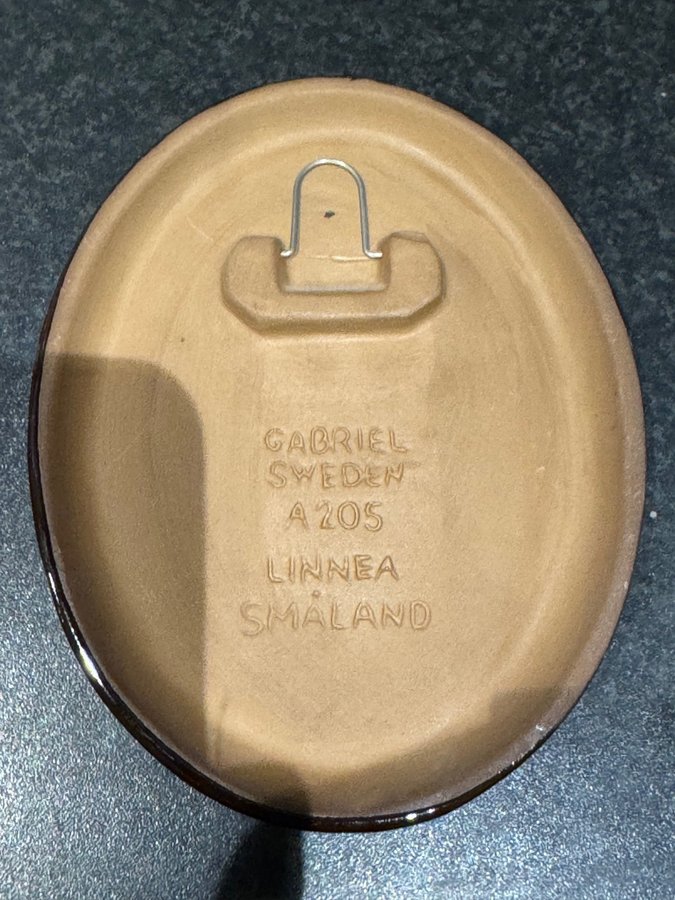 GABRIEL
SWEDEN
A205
LINNEA
SMÅLAND